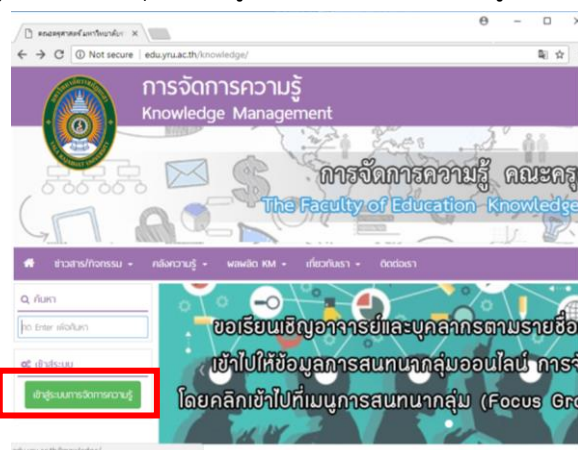 คณะครุศาสตร์ มหาวิทยาลัยรา
Not secure | edu.yru.ac.th/knowledge/
การจัดการความรู้
Knowledge Management
การจัดการความรู้ คณะครุ
The Faculty of Education Knowledge
ข่าวสาร/กิจกรรม
คลังความรู้
ผลผลิต KM
เกี่ยวกับเรา
ติดต่อเรา
ค้นหา
กด Enter เพื่อค้นหา
เข้าสู่ระบบ
เข้าสู่ระบบการจัดการความรู้
ขอเรียนเชิญอาจารย์และบุคลากรตามรายชื่อ
เข้าไปให้ข้อมูลการสนทนากลุ่มออนไลน์ การจ
โดยคลิกเข้าไปที่เมนูการสนทนากลุ่ม (Focus Gro